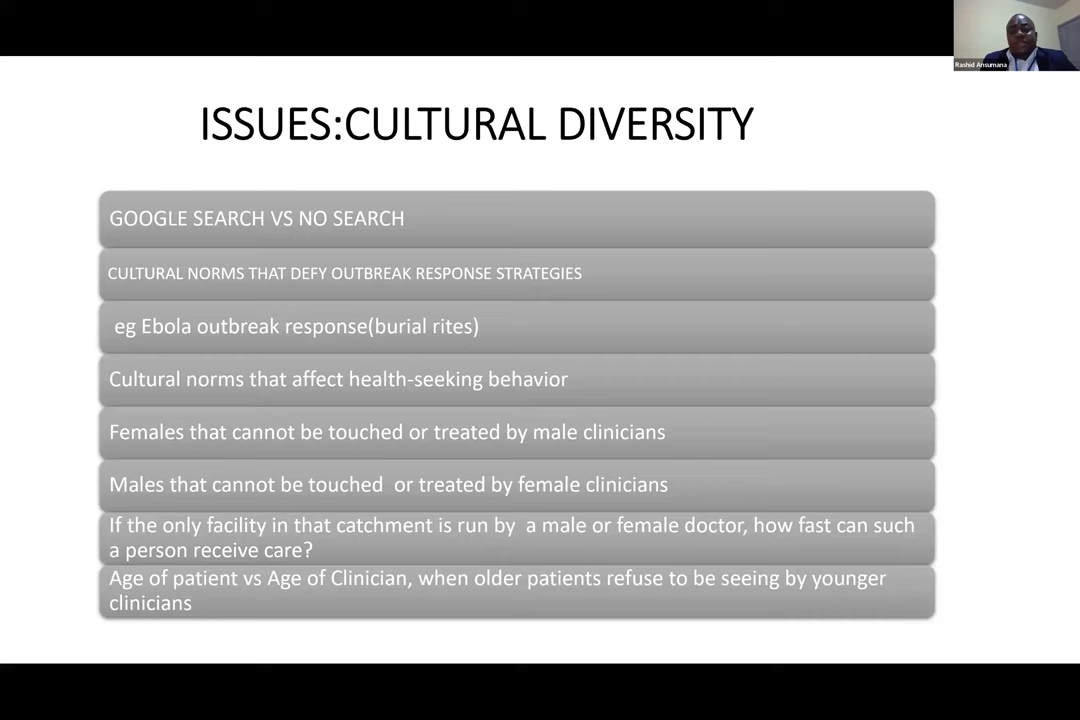 Rashid Ansumana
ISSUES:CULTURAL DIVERSITY
GOOGLE SEARCH VS NO SEARCH
CULTURAL NORMS THAT DEFY OUTBREAK RESPONSE STRATEGIES
eg Ebola outbreak response(burial rites)
Cultural norms that affect health-seeking behavior
Females that cannot be touched or treated by male clinicians
Males that cannot be touched or treated by female clinicians
If the only facility in that catchment is run by a male or female doctor, how fast can such
a person receive care?
Age of patient vs Age of Clinician, when older patients refuse to be seeing by younger
clinicians